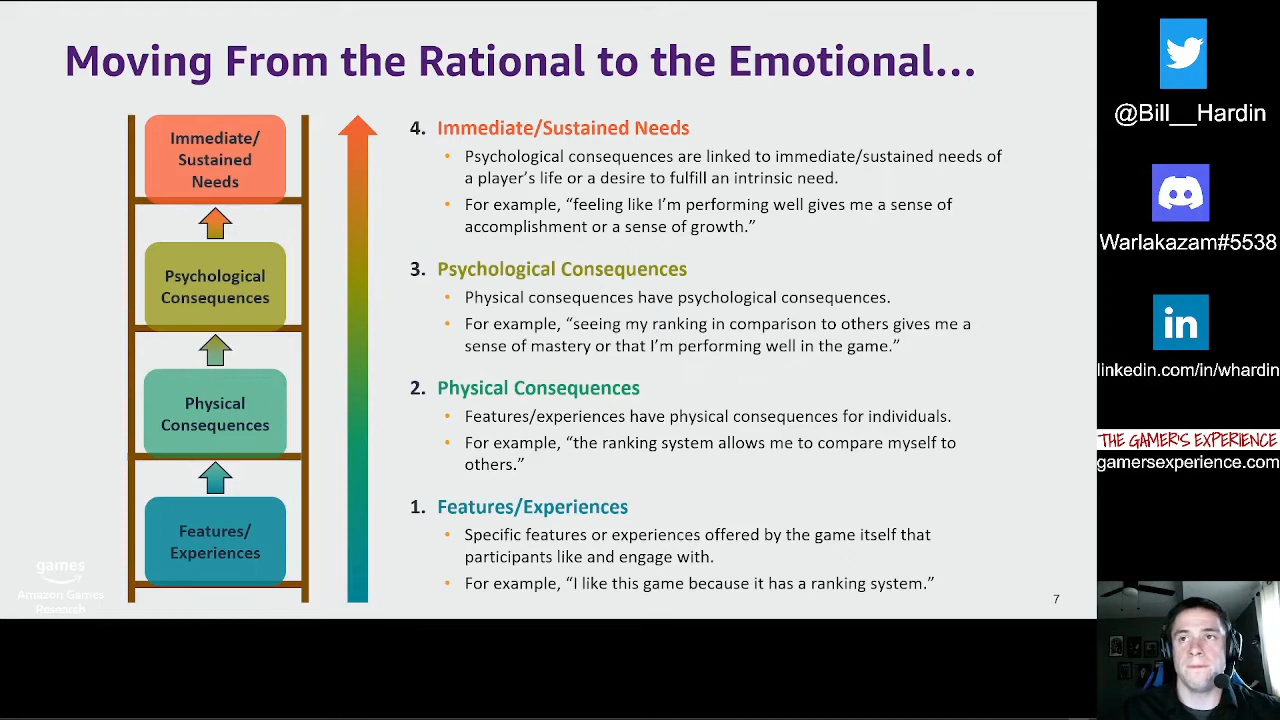 Moving From the Rational to the Emotional...
Immediate/
Sustained
Needs
Psychological
Consequences
Physical
Consequences
Features/
Experiences
4. Immediate/Sustained Needs
• Psychological consequences are linked to immediate/sustained needs of
a player's life or a desire to fulfill an intrinsic need.
• For example, “feeling like I'm performing well gives me a sense of
accomplishment or a sense of growth.”
3. Psychological Consequences
• Physical consequences have psychological consequences.
• For example, “seeing my ranking in comparison to others gives me a
sense of mastery or that I'm performing well in the game.”
2. Physical Consequences
• Features/experiences have physical consequences for individuals.
• For example, “the ranking system allows me to compare myself to
others.”
1. Features/Experiences
• Specific features or experiences offered by the game itself that
participants like and engage with.
• For example, “I like this game because it has a ranking system.”
games
Amazon Games
Research
7
@Bill__Hardin
Warlakazam#5538
in
linkedin.com/in/whardin
THE GAMER'S EXPERIENCE
gamersexperience.com